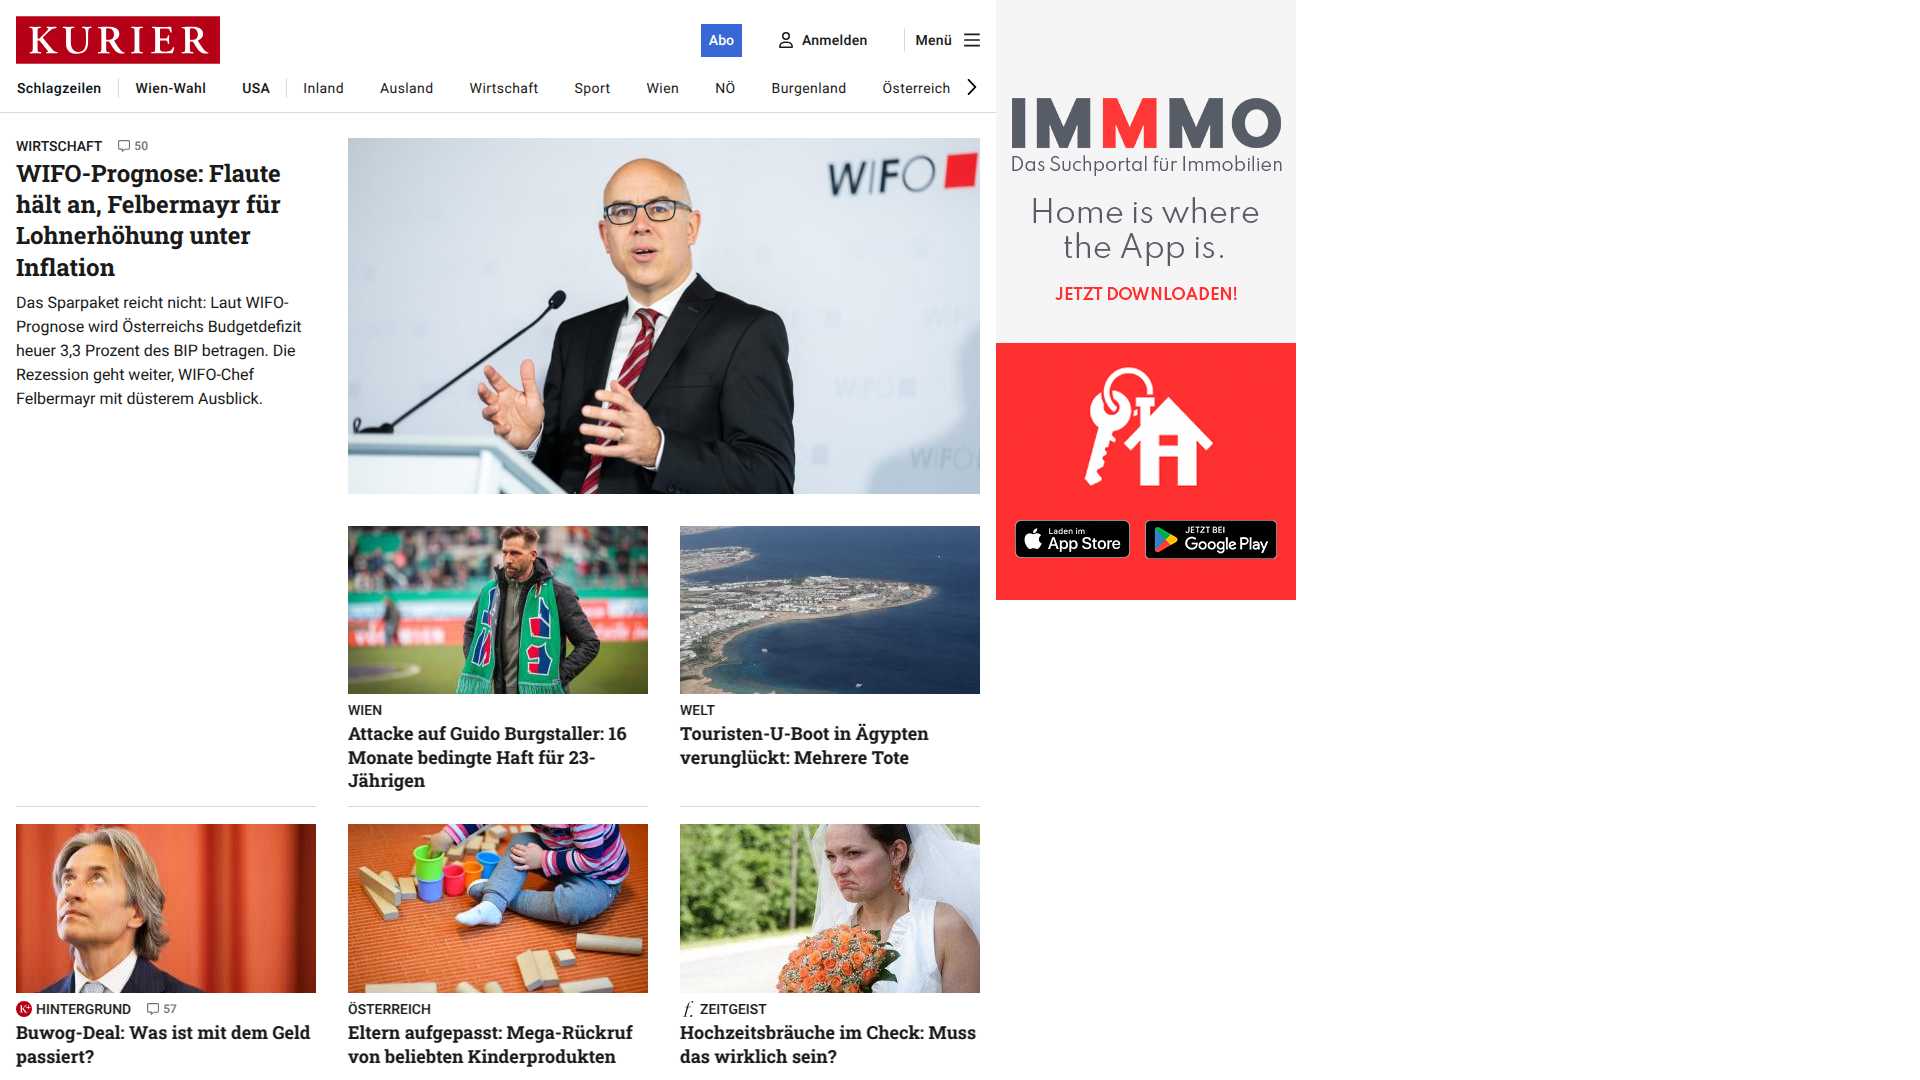 KURIER
Abo
Anmelden
Menü
Schlagzeilen
Wien-Wahl
USA
Inland
Ausland
Wirtschaft
Sport
Wien
NÖ
Burgenland
Österreich
WIRTSCHAFT 50
WIFO-Prognose: Flaute
hält an, Felbermayr für
Lohnerhöhung unter
Inflation
Das Sparpaket reicht nicht: Laut WIFO-
Prognose wird Österreichs Budgetdefizit
heuer 3,3 Prozent des BIP betragen. Die
Rezession geht weiter, WIFO-Chef
Felbermayr mit düsterem Ausblick.
WIFO
WIFO
WIFO
WIEN
Attacke auf Guido Burgstaller: 16
Monate bedingte Haft für 23-
Jährigen
WELT
Touristen-U-Boot in Ägypten
verunglückt: Mehrere Tote
K+ HINTERGRUND 57
Buwog-Deal: Was ist mit dem Geld
passiert?
ÖSTERREICH
Eltern aufgepasst: Mega-Rückruf
von beliebten Kinderprodukten
f. ZEITGEIST
Hochzeitsbräuche im Check: Muss
das wirklich sein?
IMMMO
Das Suchportal für Immobilien
Home is where
the App is.
JETZT DOWNLOADEN!
Laden im
App Store
JETZT BEI
Google Play